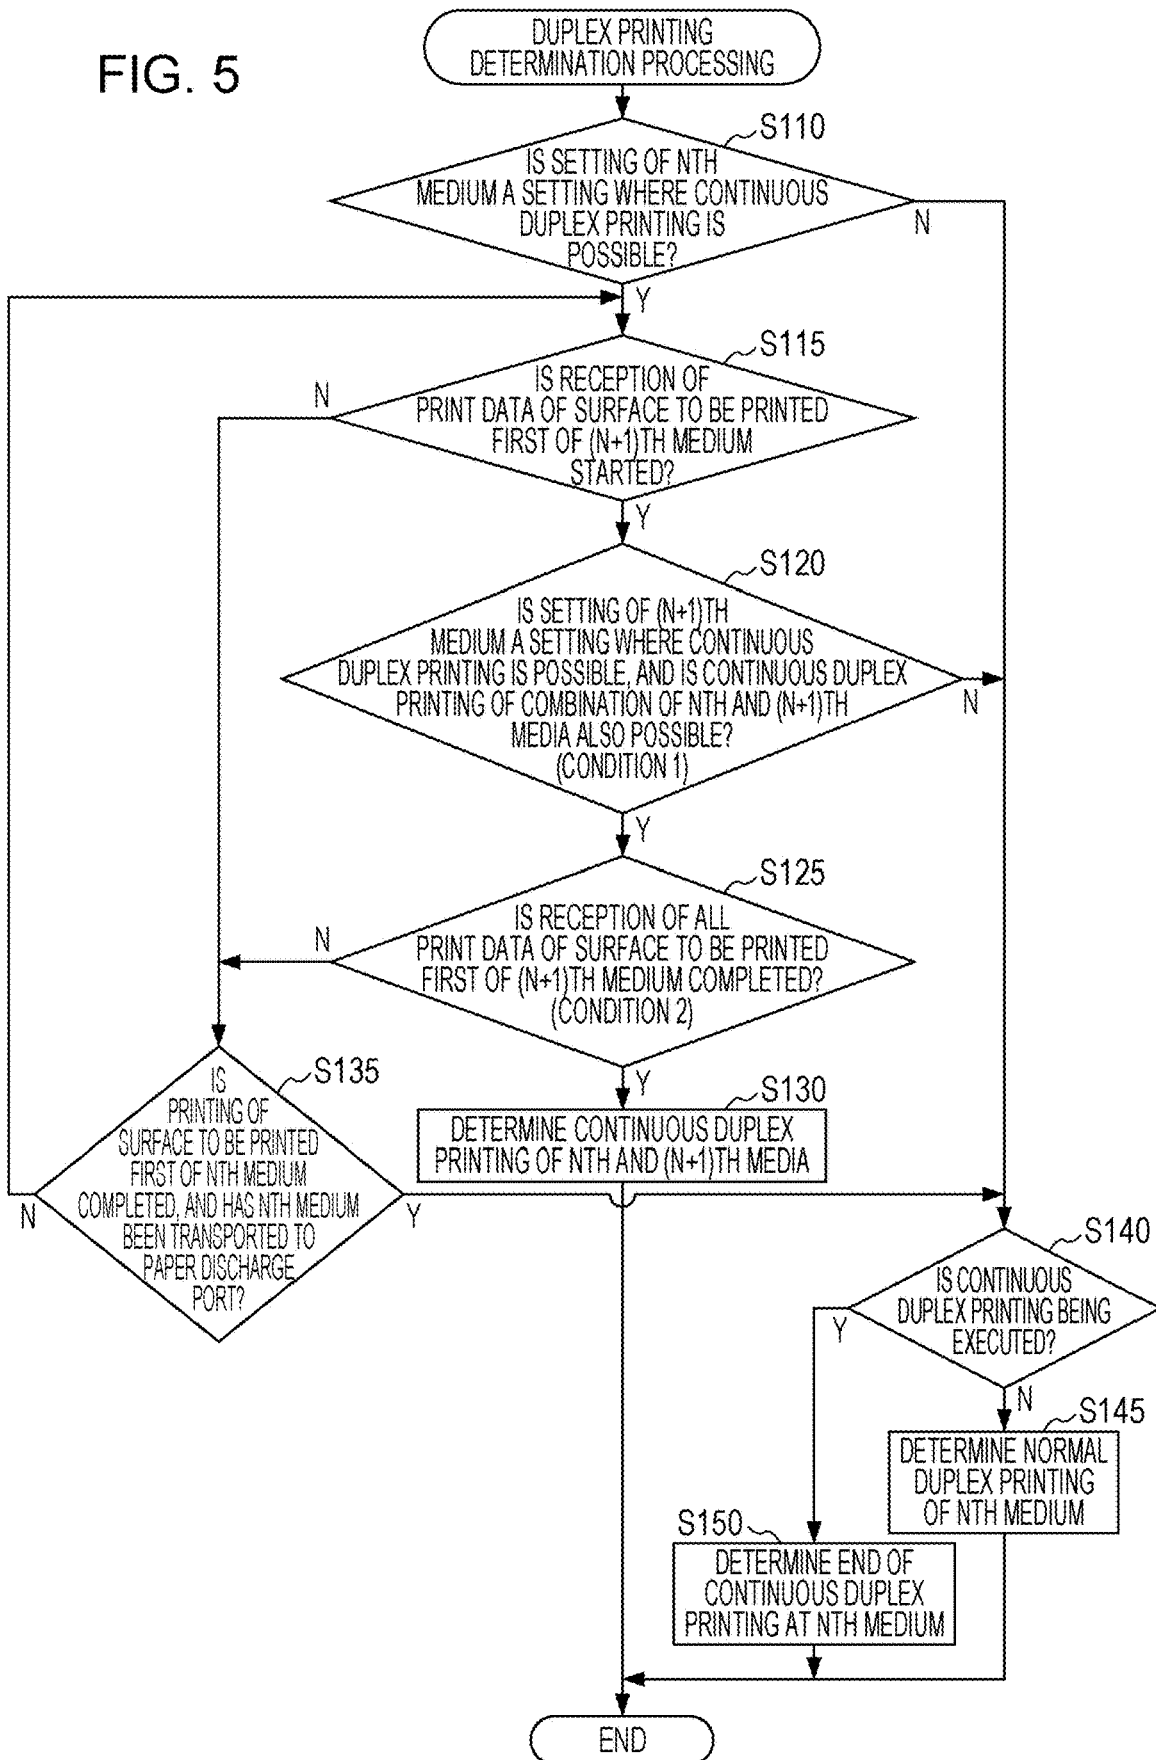 FIG. 5
DUPLEX PRINTING
DETERMINATION PROCESSING
S110
IS SETTING OF NTH
MEDIUM A SETTING WHERE CONTINUOUS
DUPLEX PRINTING IS
POSSIBLE?
N
Y
S115
IS RECEPTION OF
PRINT DATA OF SURFACE TO BE PRINTED
FIRST OF (N+1)TH MEDIUM
STARTED?
N
Y
S120
IS SETTING OF (N+1)TH
MEDIUM A SETTING WHERE CONTINUOUS
DUPLEX PRINTING IS POSSIBLE, AND IS CONTINUOUS DUPLEX
PRINTING OF COMBINATION OF NTH AND (N+1)TH
MEDIA ALSO POSSIBLE?
(CONDITION 1)
N
Y
S125
IS RECEPTION OF ALL
PRINT DATA OF SURFACE TO BE PRINTED
FIRST OF (N+1)TH MEDIUM COMPLETED?
(CONDITION 2)
N
Y
S130
DETERMINE CONTINUOUS DUPLEX
PRINTING OF NTH AND (N+1)TH MEDIA
S135
IS
PRINTING OF
SURFACE TO BE PRINTED
FIRST OF NTH MEDIUM
COMPLETED, AND HAS NTH MEDIUM
BEEN TRANSPORTED TO
PAPER DISCHARGE
PORT?
N
Y
S140
IS CONTINUOUS
DUPLEX PRINTING BEING
EXECUTED?
Y
N
S145
DETERMINE NORMAL
DUPLEX PRINTING
OF NTH MEDIUM
S150
DETERMINE END OF
CONTINUOUS DUPLEX
PRINTING AT NTH MEDIUM
END